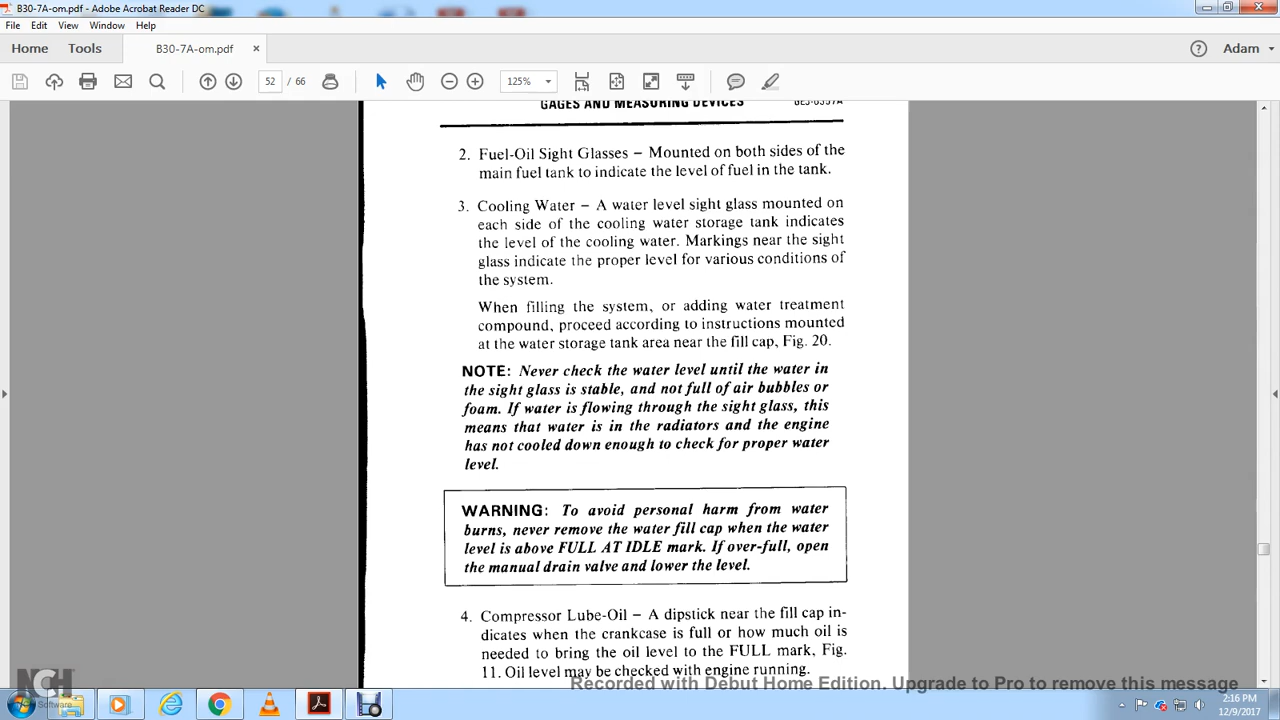 B30-7A-om.pdf - Adobe Acrobat Reader DC
File Edit View Window Help
Home Tools B30-7A-om.pdf × Adam
52 / 66 125%
GAGES AND MEASURING DEVICES GEJ-6397A
2. Fuel-Oil Sight Glasses – Mounted on both sides of the
main fuel tank to indicate the level of fuel in the tank.
3. Cooling Water – A water level sight glass mounted on
each side of the cooling water storage tank indicates
the level of the cooling water. Markings near the sight
glass indicate the proper level for various conditions of
the system.
When filling the system, or adding water treatment
compound, proceed according to instructions mounted
at the water storage tank area near the fill cap, Fig. 20.
NOTE: Never check the water level until the water in
the sight glass is stable, and not full of air bubbles or
foam. If water is flowing through the sight glass, this
means that water is in the radiators and the engine
has not cooled down enough to check for proper water
level.
WARNING: To avoid personal harm from water
burns, never remove the water fill cap when the water
level is above FULL AT IDLE mark. If over-full, open
the manual drain valve and lower the level.
4. Compressor Lube-Oil – A dipstick near the fill cap in-
dicates when the crankcase is full or how much oil is
needed to bring the oil level to the FULL mark, Fig.
11. Oil level may be checked with engine running.
Recorded with Debut Home Edition. Upgrade to Pro to remove this message
NCH
Software
2:16 PM
12/9/2017